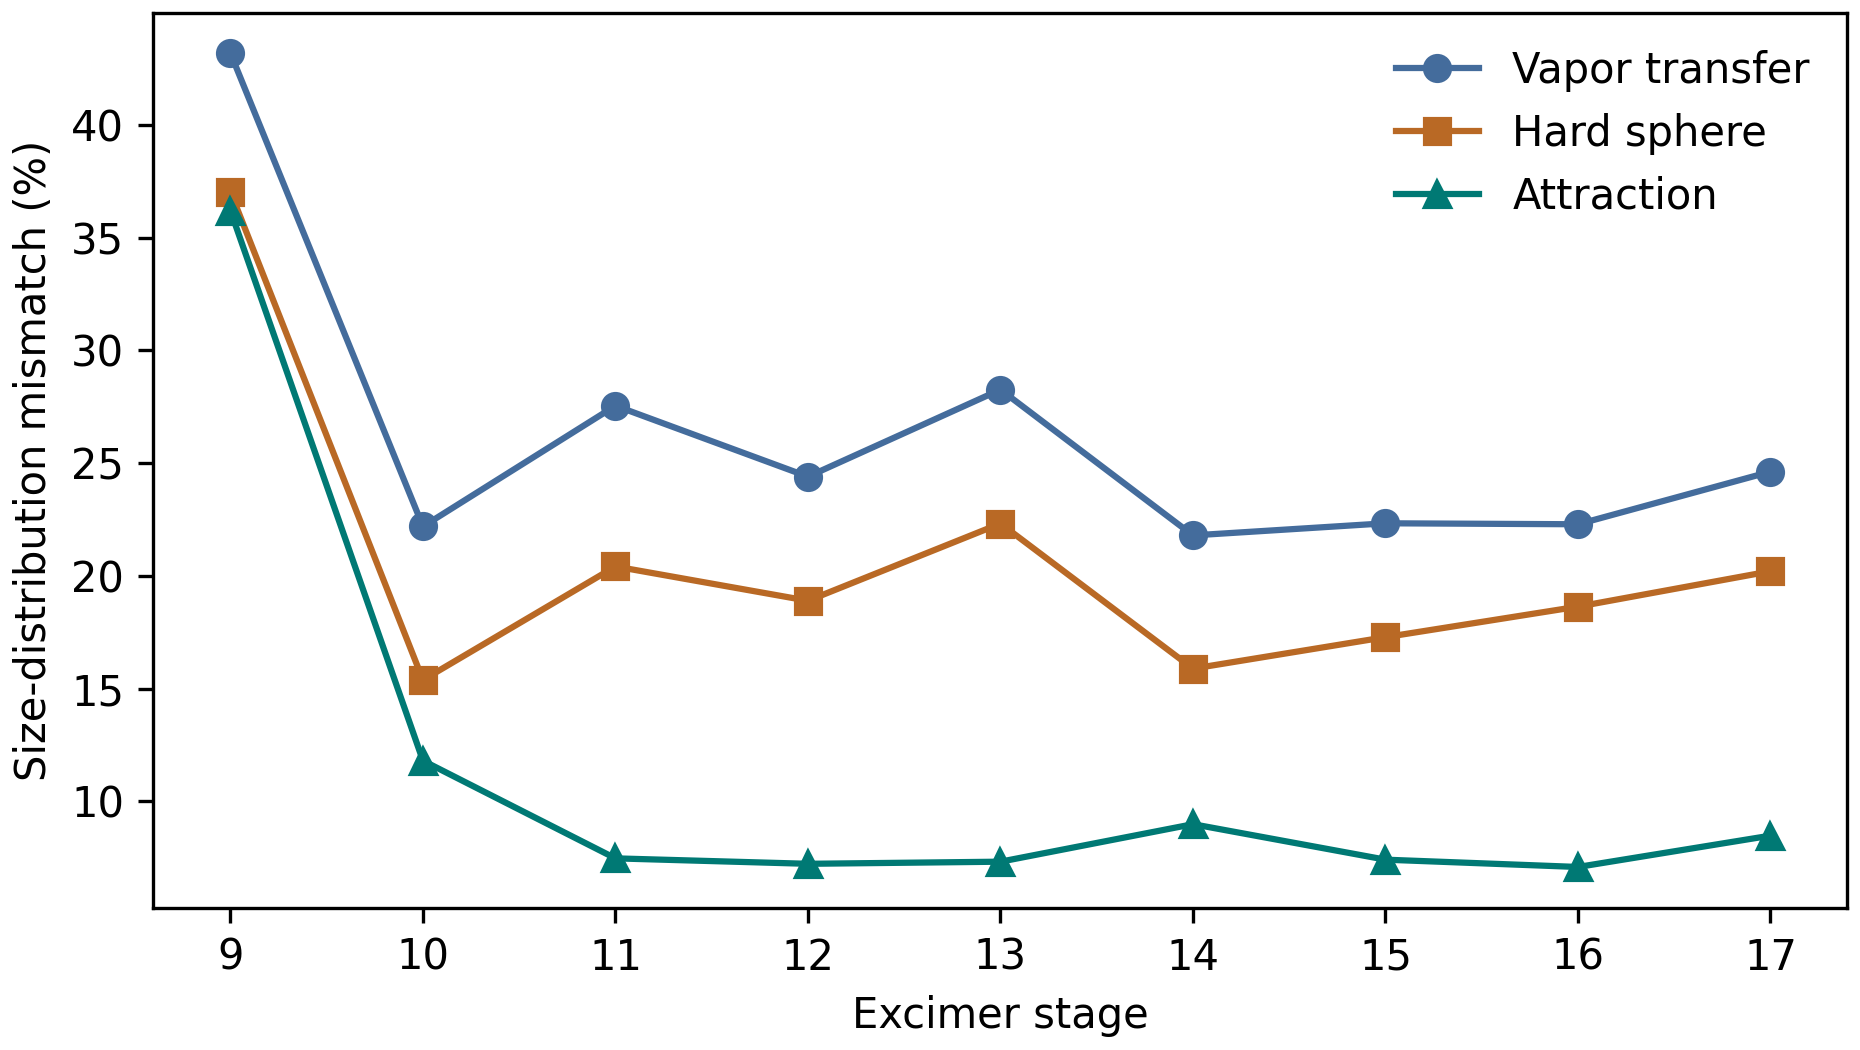 Vapor transfer
Hard sphere
Attraction
Size-distribution mismatch (%)
40
35
30
25
20
15
10
9 10 11 12 13 14 15 16 17
Excimer stage